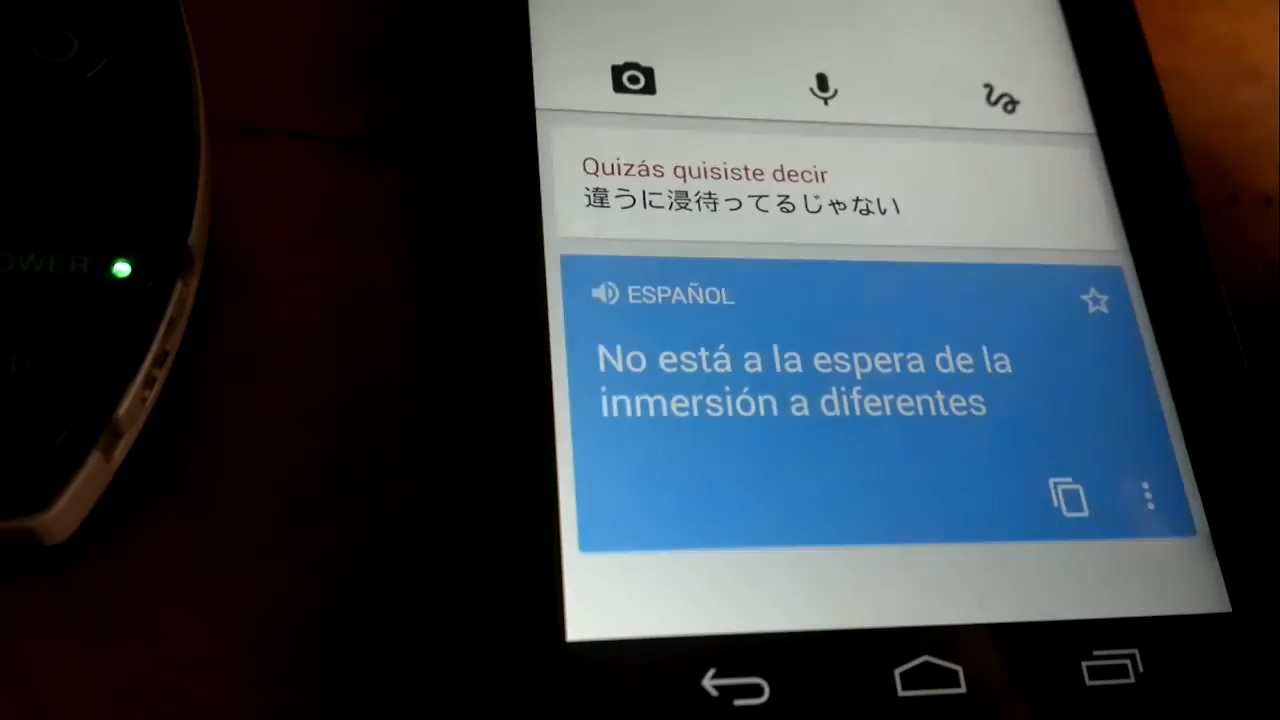 POWER
Quizás quisiste decir
違うに浸待ってるじゃない
ESPAÑOL
No está a la espera de la
inmersión a diferentes